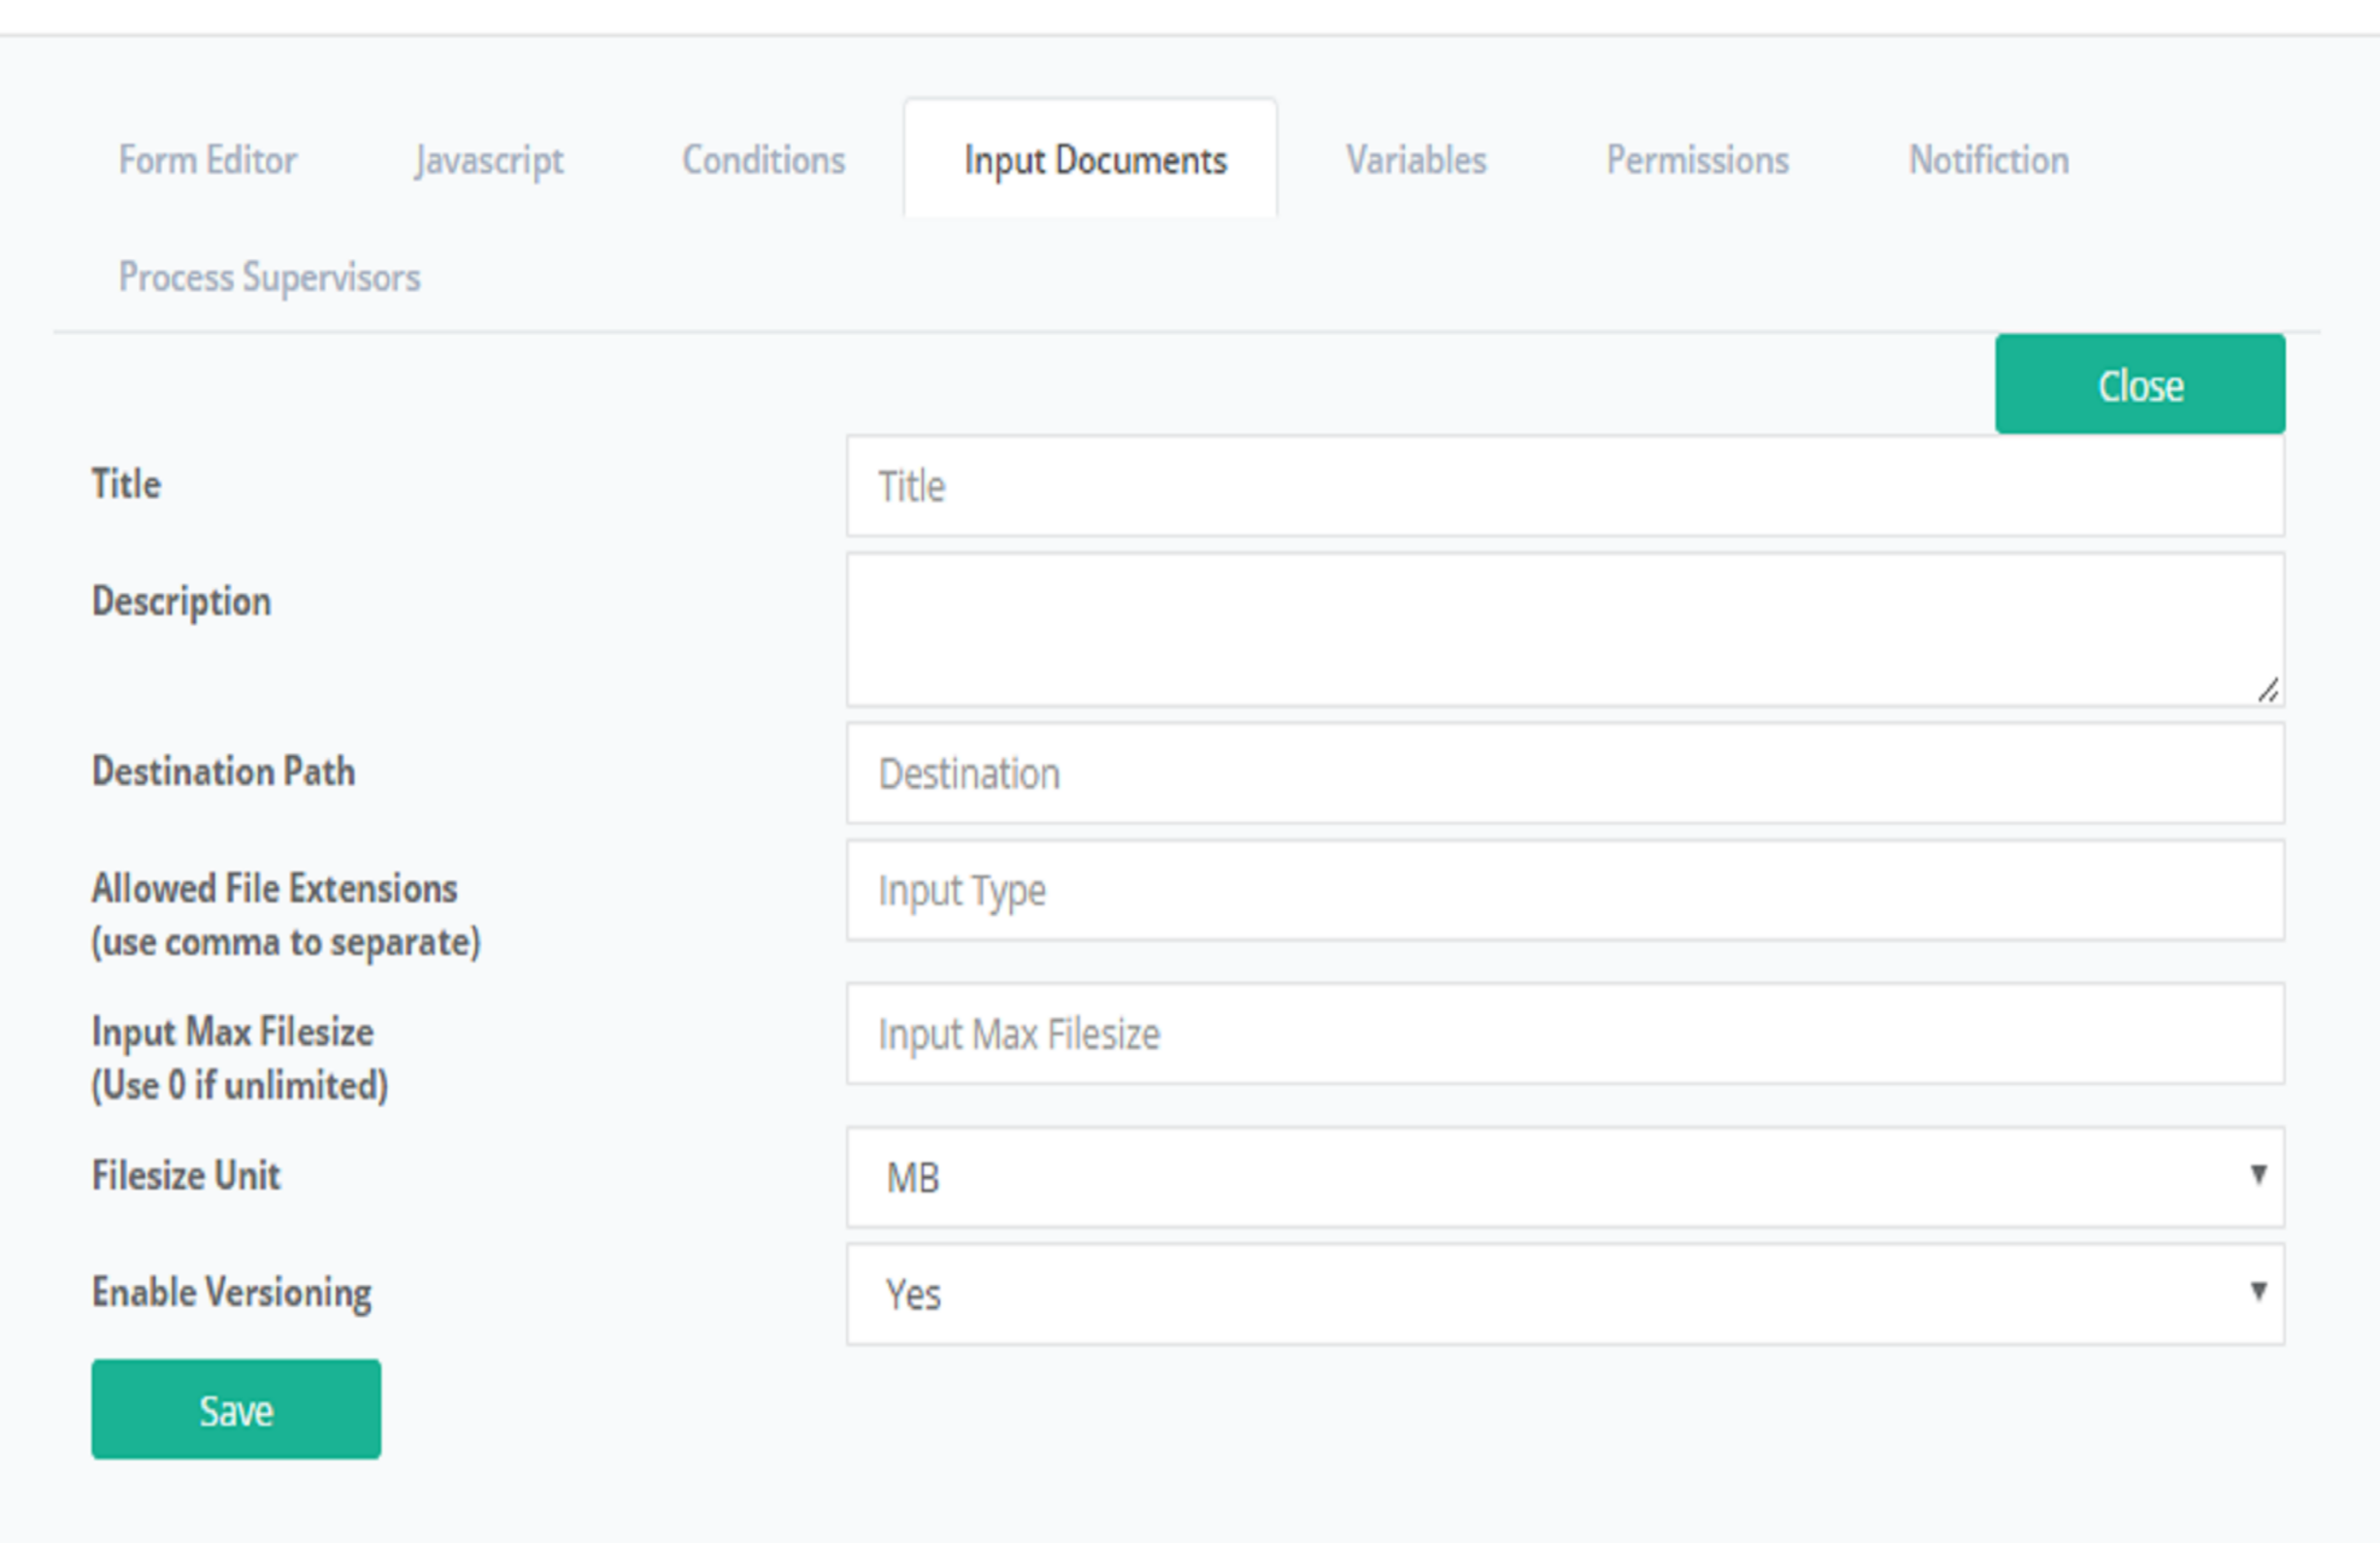 Form Editor Javascript Conditions Input Documents Variables Permissions Notifiction
Process Supervisors
Close
Title Title
Description
Destination Path Destination
Allowed File Extensions Input Type
(use comma to separate)
Input Max Filesize Input Max Filesize
(Use 0 if unlimited)
Filesize Unit MB
Enable Versioning Yes
Save